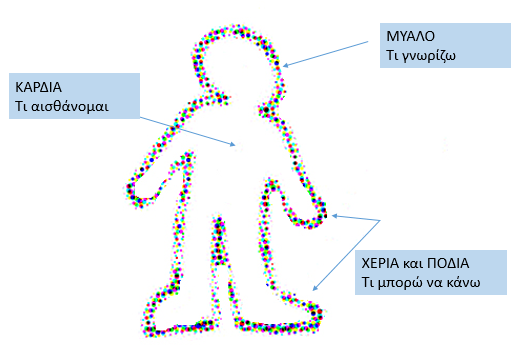 ΜΥΑΛΟ
Τι γνωρίζω
ΚΑΡΔΙΑ
Τι αισθάνομαι
ΧΕΡΙΑ και ΠΟΔΙΑ
Τι μπορώ να κάνω